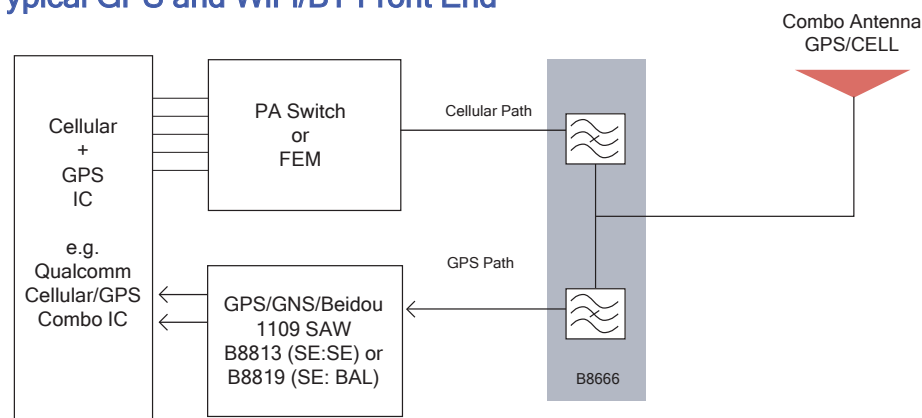 ypical GPS and WiFi/BT Front End
Combo Antenna
GPS/CELL
Cellular
+
GPS
IC
e.g.
Qualcomm
Cellular/GPS
Combo IC
PA Switch
or
FEM
Cellular Path
GPS Path
GPS/GNS/Beidou
1109 SAW
B8813 (SE:SE) or
B8819 (SE: BAL)
B8666